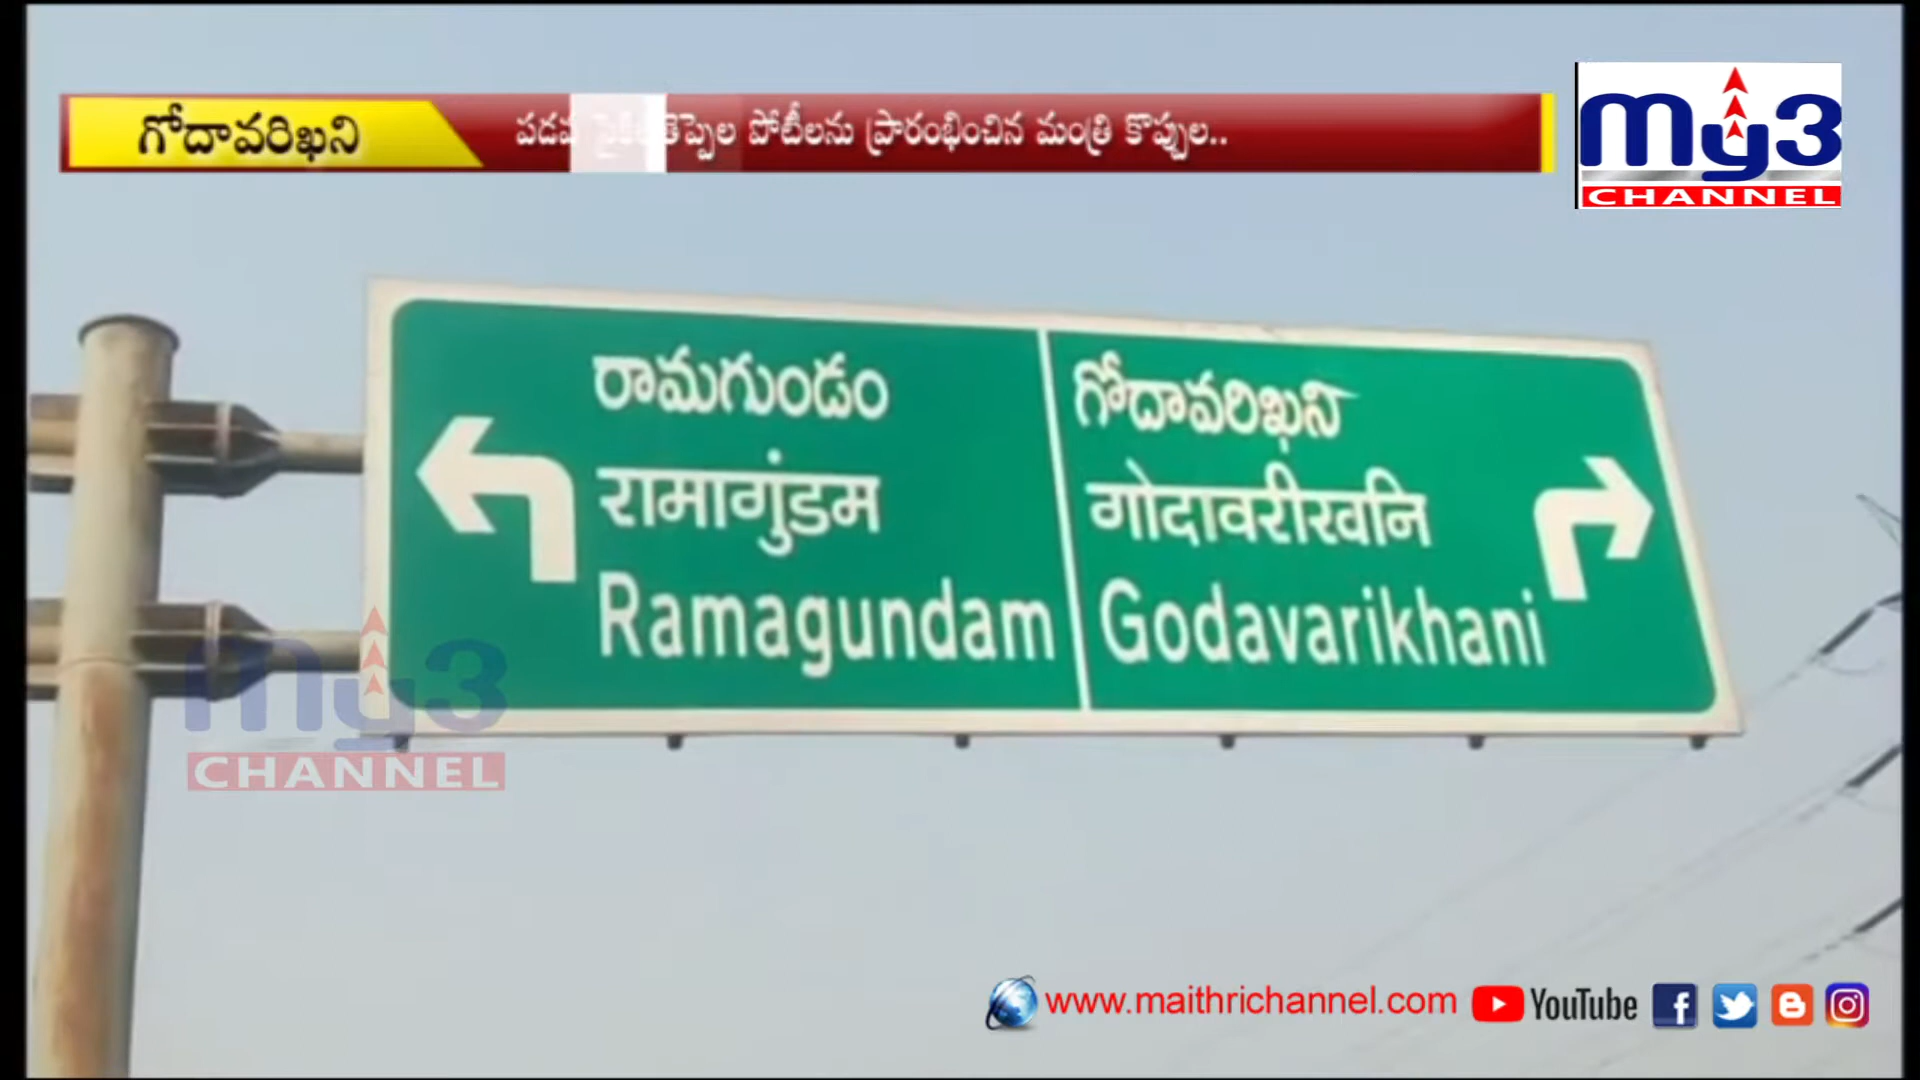 గోదావరిఖని
పడవ తెప్పెల పోటీలను ప్రారంభించిన మంత్రి కొప్పుల..
my3
CHANNEL
రామగుండం
रामागुंडम
Ramagundam
గోదావరిఖని
गोदावरीखनि
Godavarikhani
my3
CHANNEL
www.maithrichannel.com
YouTube